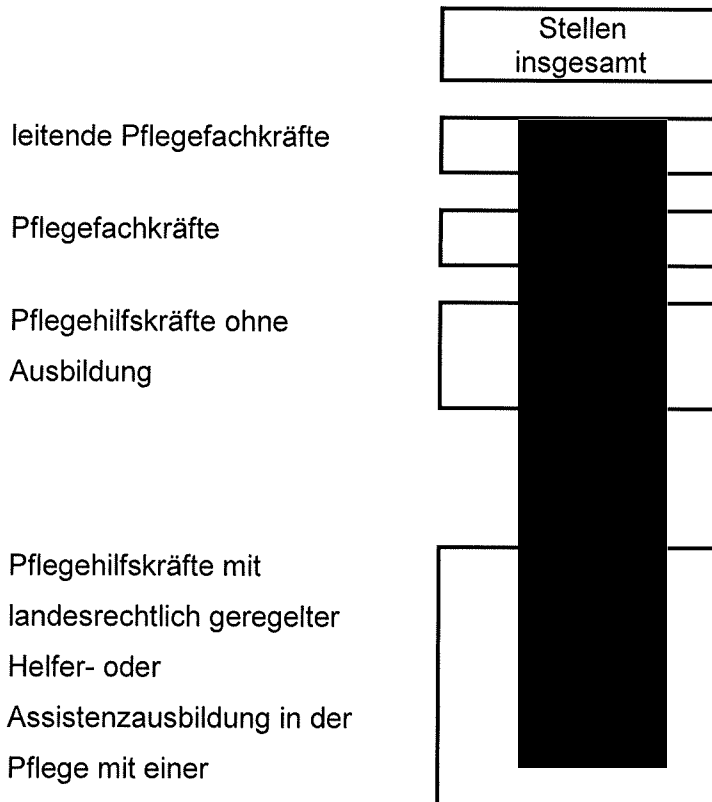 Stellen
insgesamt
leitende Pflegefachkräfte
Pflegefachkräfte
Pflegehilfskräfte ohne
Ausbildung
Pflegehilfskräfte mit
landesrechtlich geregelter
Helfer- oder
Assistenzausbildung in der
Pflege mit einer